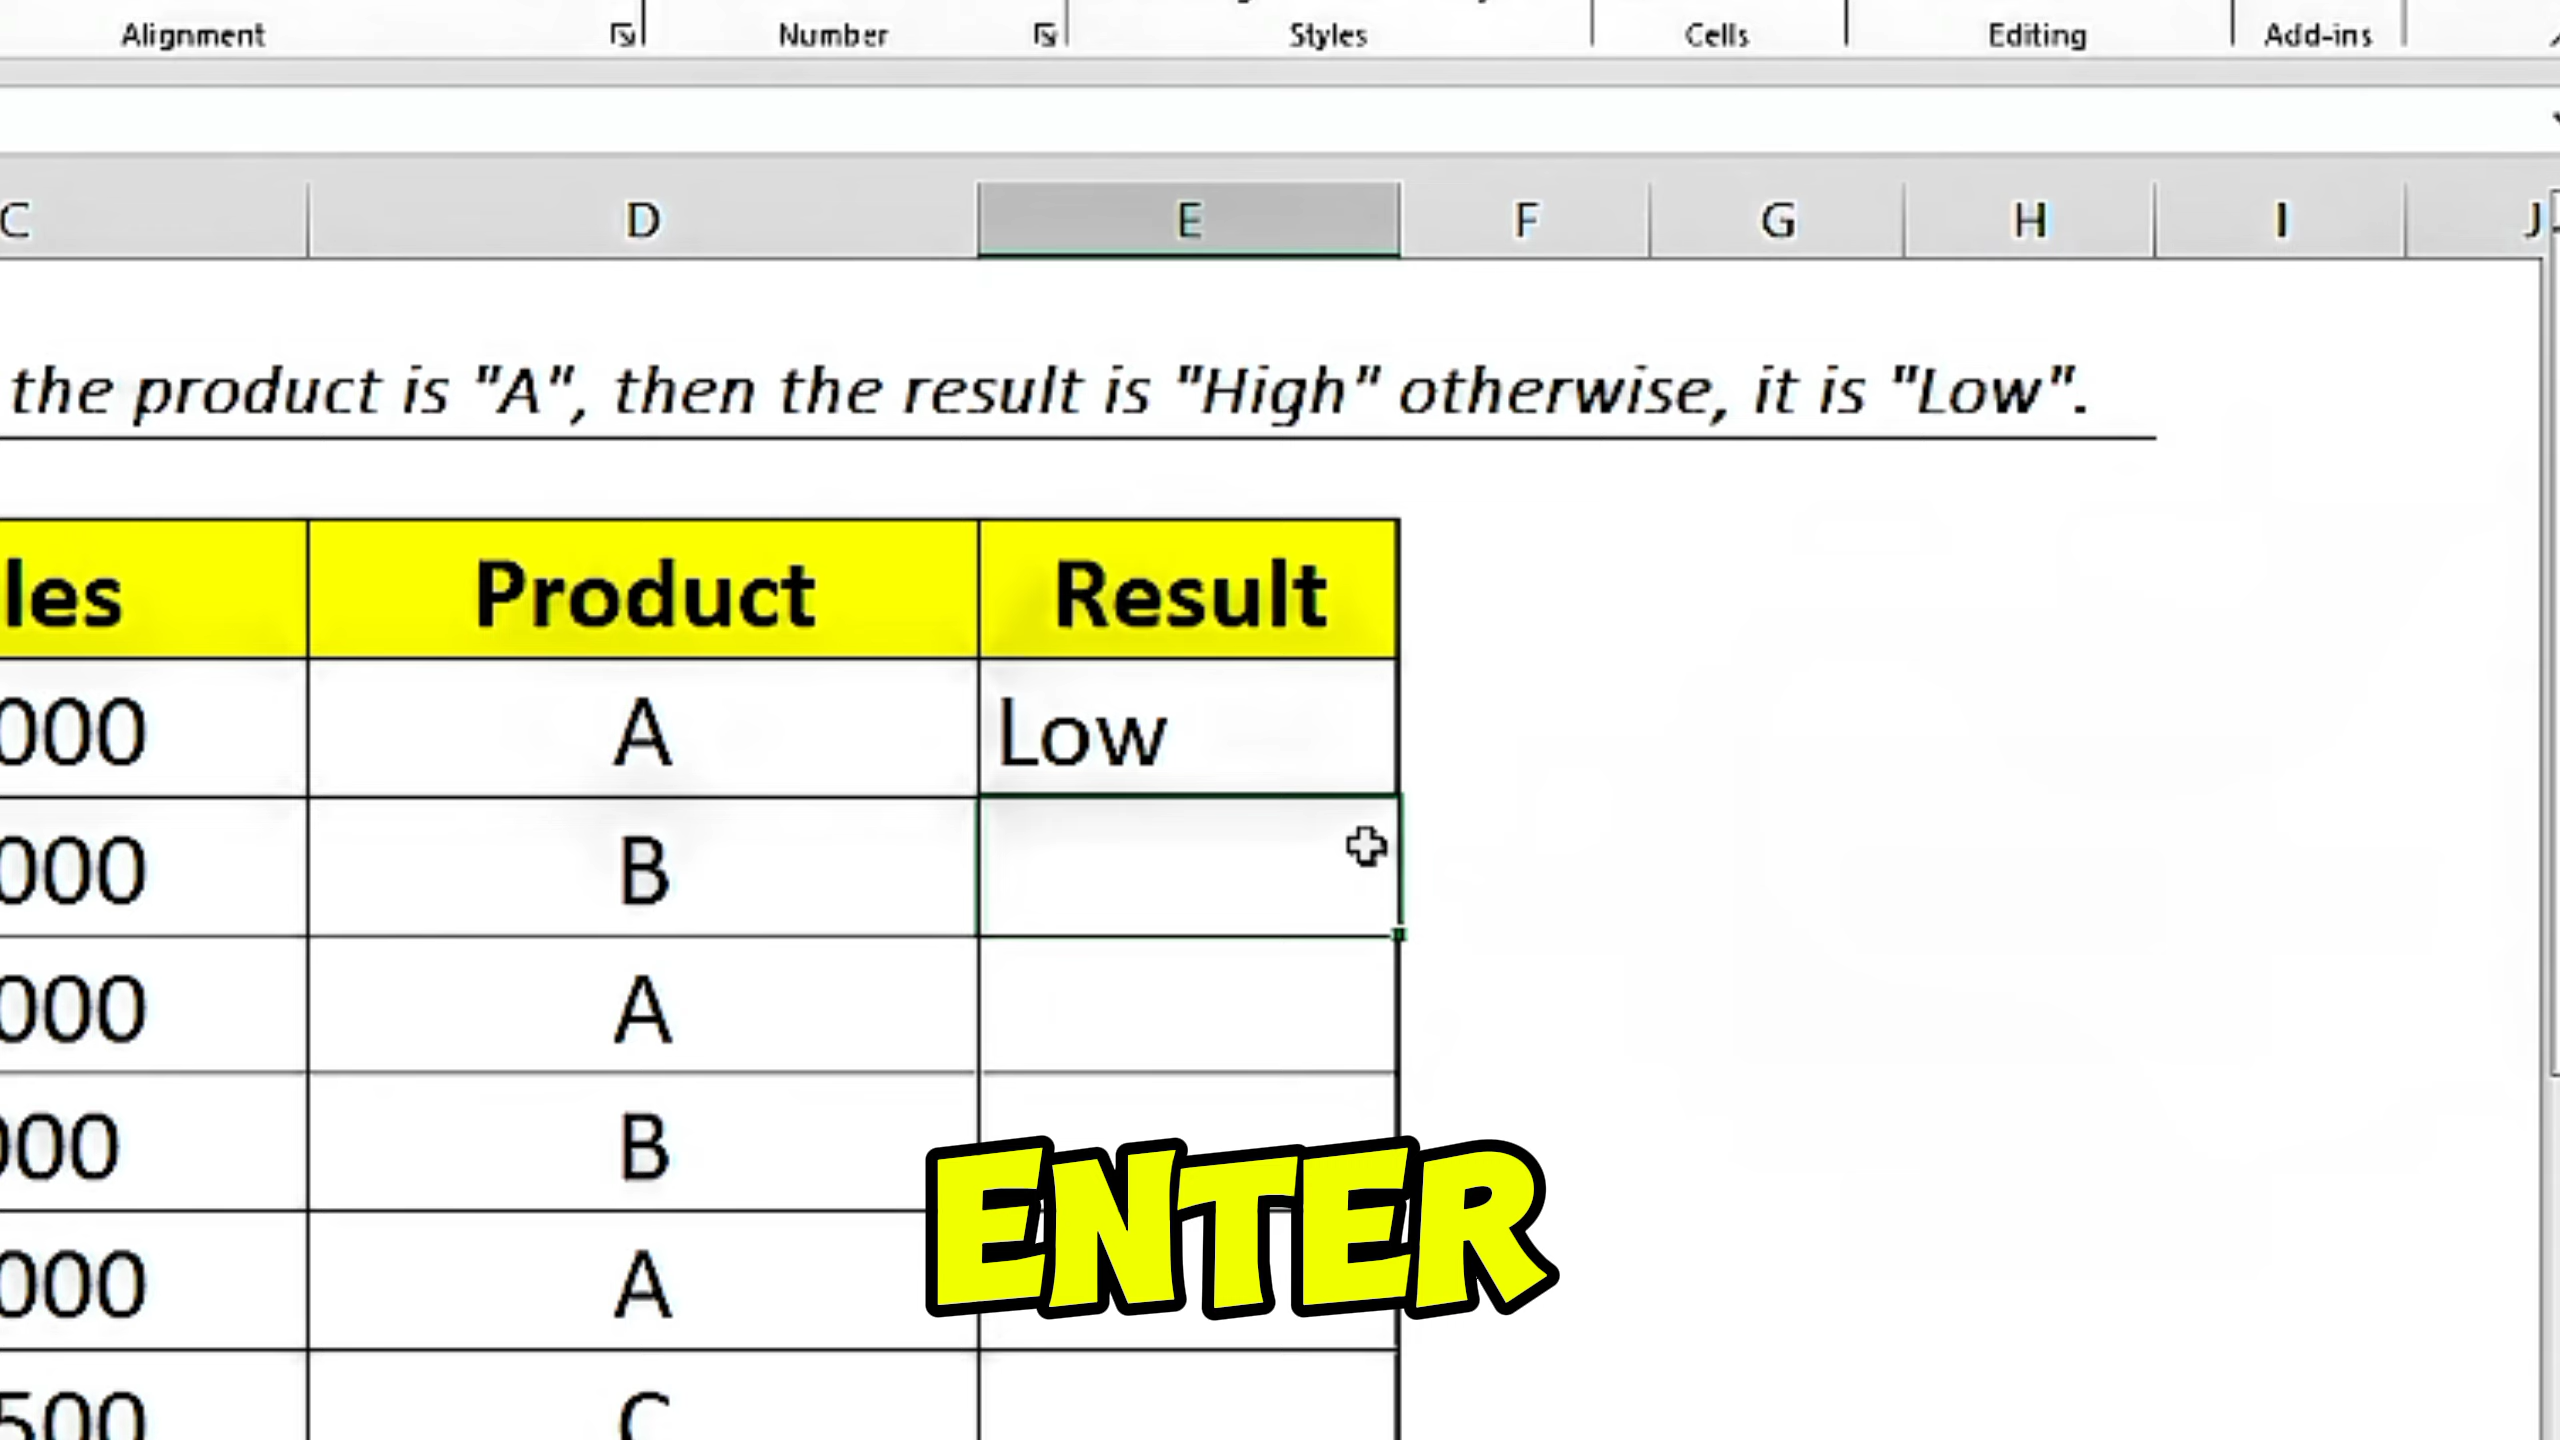 Alignment Number Styles Cells Editing Add-ins
C D E F G H I J
the product is "A", then the result is "High" otherwise, it is "Low".
les Product Result
000 A Low
000 B
000 A
000 B
000 A
500 C
ENTER